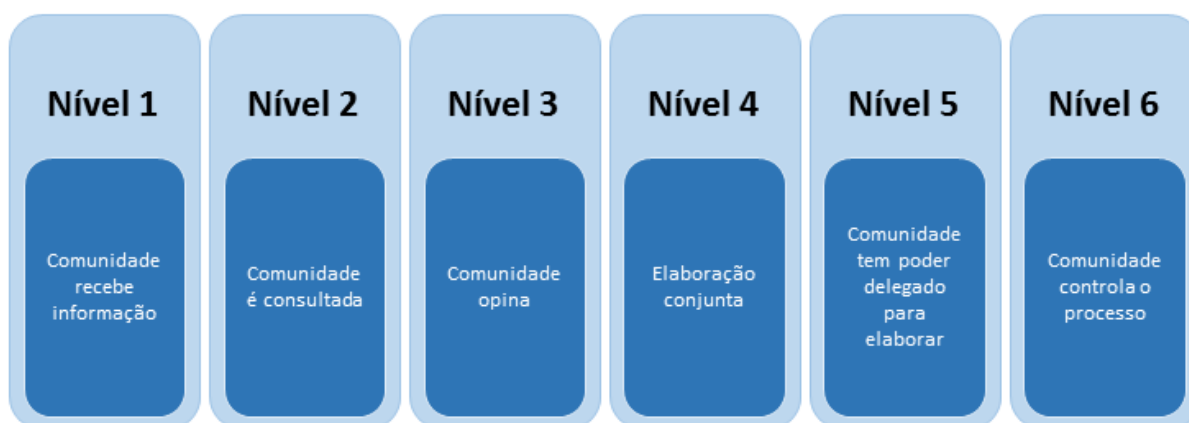 Nível 1
Comunidade
recebe
informação
Nível 2
Comunidade
é consultada
Nível 3
Comunidade
opina
Nível 4
Elaboração
conjunta
Nível 5
Comunidade
tem poder
delegado
para
elaborar
Nível 6
Comunidade
controla o
processo